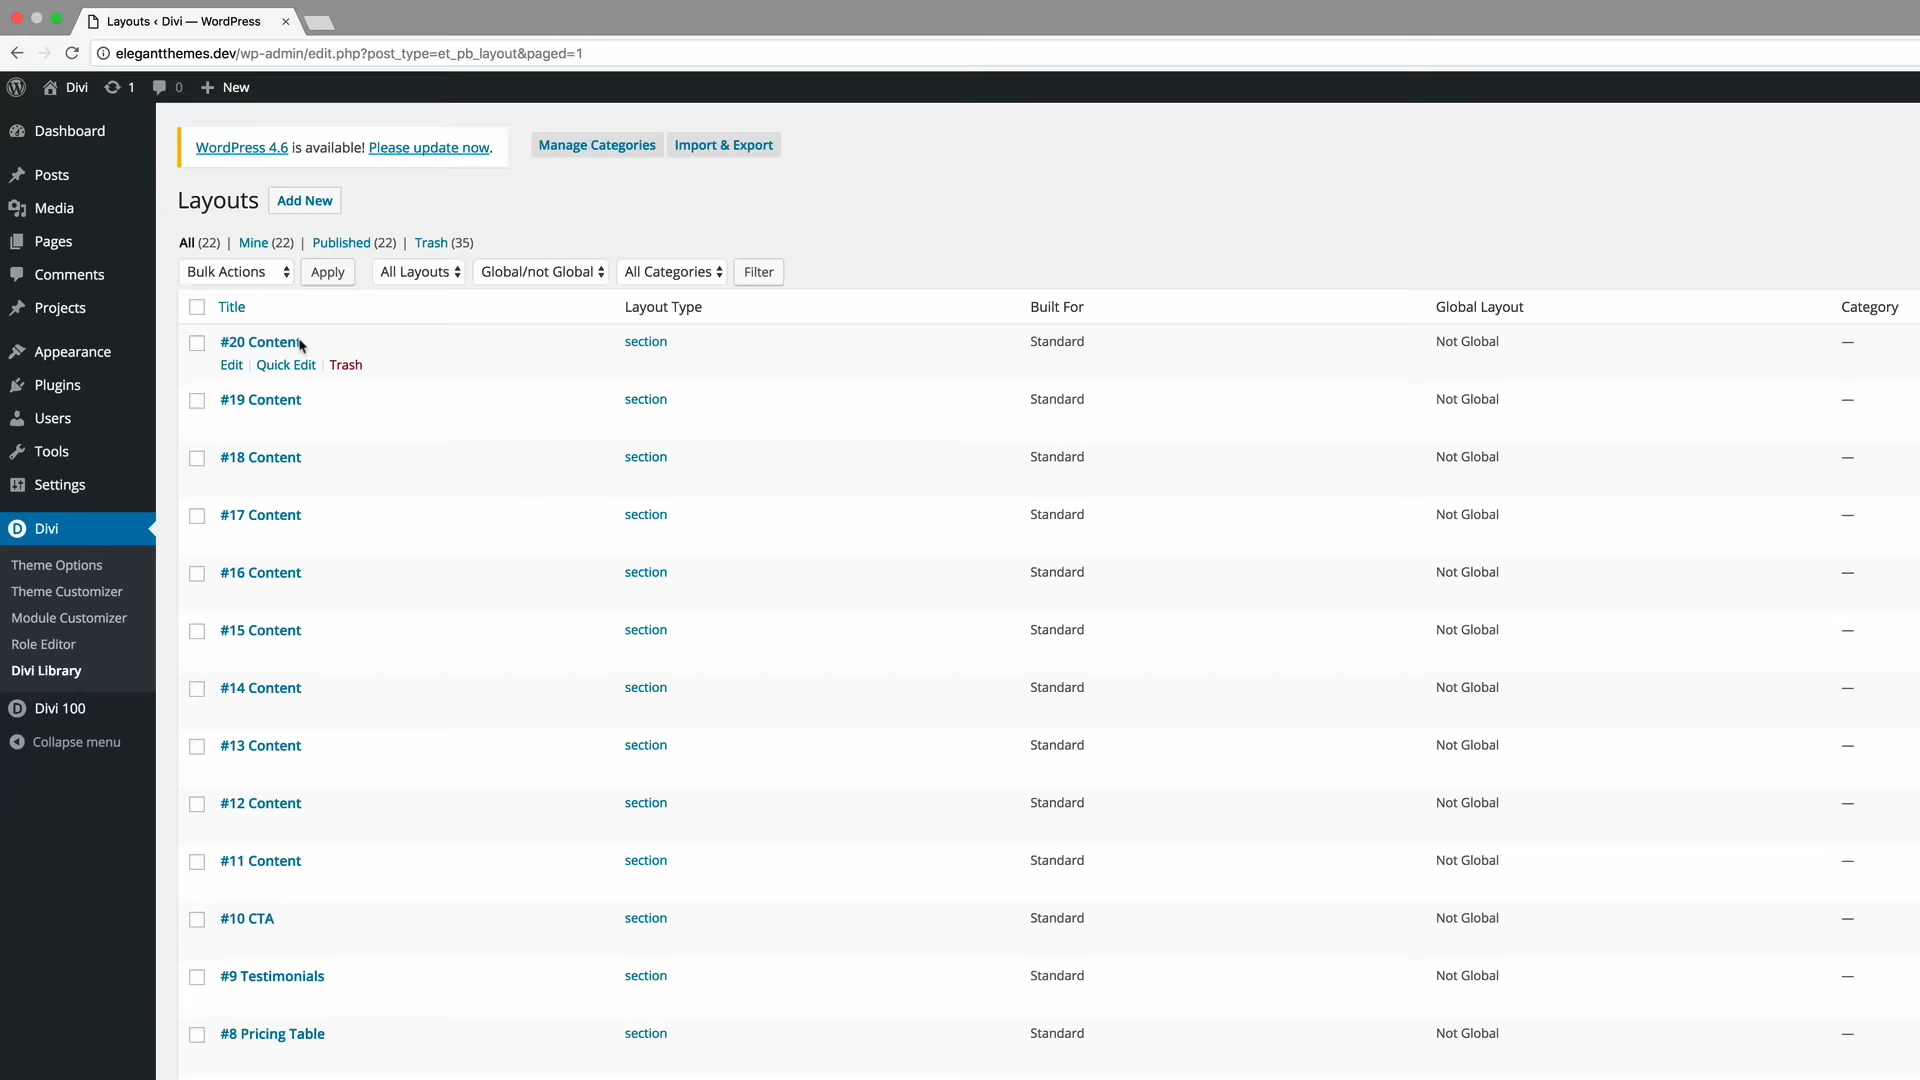 Layouts ‹ Divi — WordPress ×
elegantthemes.dev/wp-admin/edit.php?post_type=et_pb_layout&paged=1
Divi 1 0 + New
Dashboard
Posts
Media
Pages
Comments
Projects
Appearance
Plugins
Users
Tools
Settings
Divi
Theme Options
Theme Customizer
Module Customizer
Role Editor
Divi Library
Divi 100
Collapse menu
WordPress 4.6 is available! Please update now.
Manage Categories Import & Export
Layouts Add New
All (22) | Mine (22) | Published (22) | Trash (35)
Bulk Actions Apply All Layouts Global/not Global All Categories Filter
Title Layout Type Built For Global Layout Category
#20 Content section Standard Not Global —
Edit | Quick Edit | Trash
#19 Content section Standard Not Global —
#18 Content section Standard Not Global —
#17 Content section Standard Not Global —
#16 Content section Standard Not Global —
#15 Content section Standard Not Global —
#14 Content section Standard Not Global —
#13 Content section Standard Not Global —
#12 Content section Standard Not Global —
#11 Content section Standard Not Global —
#10 CTA section Standard Not Global —
#9 Testimonials section Standard Not Global —
#8 Pricing Table section Standard Not Global —